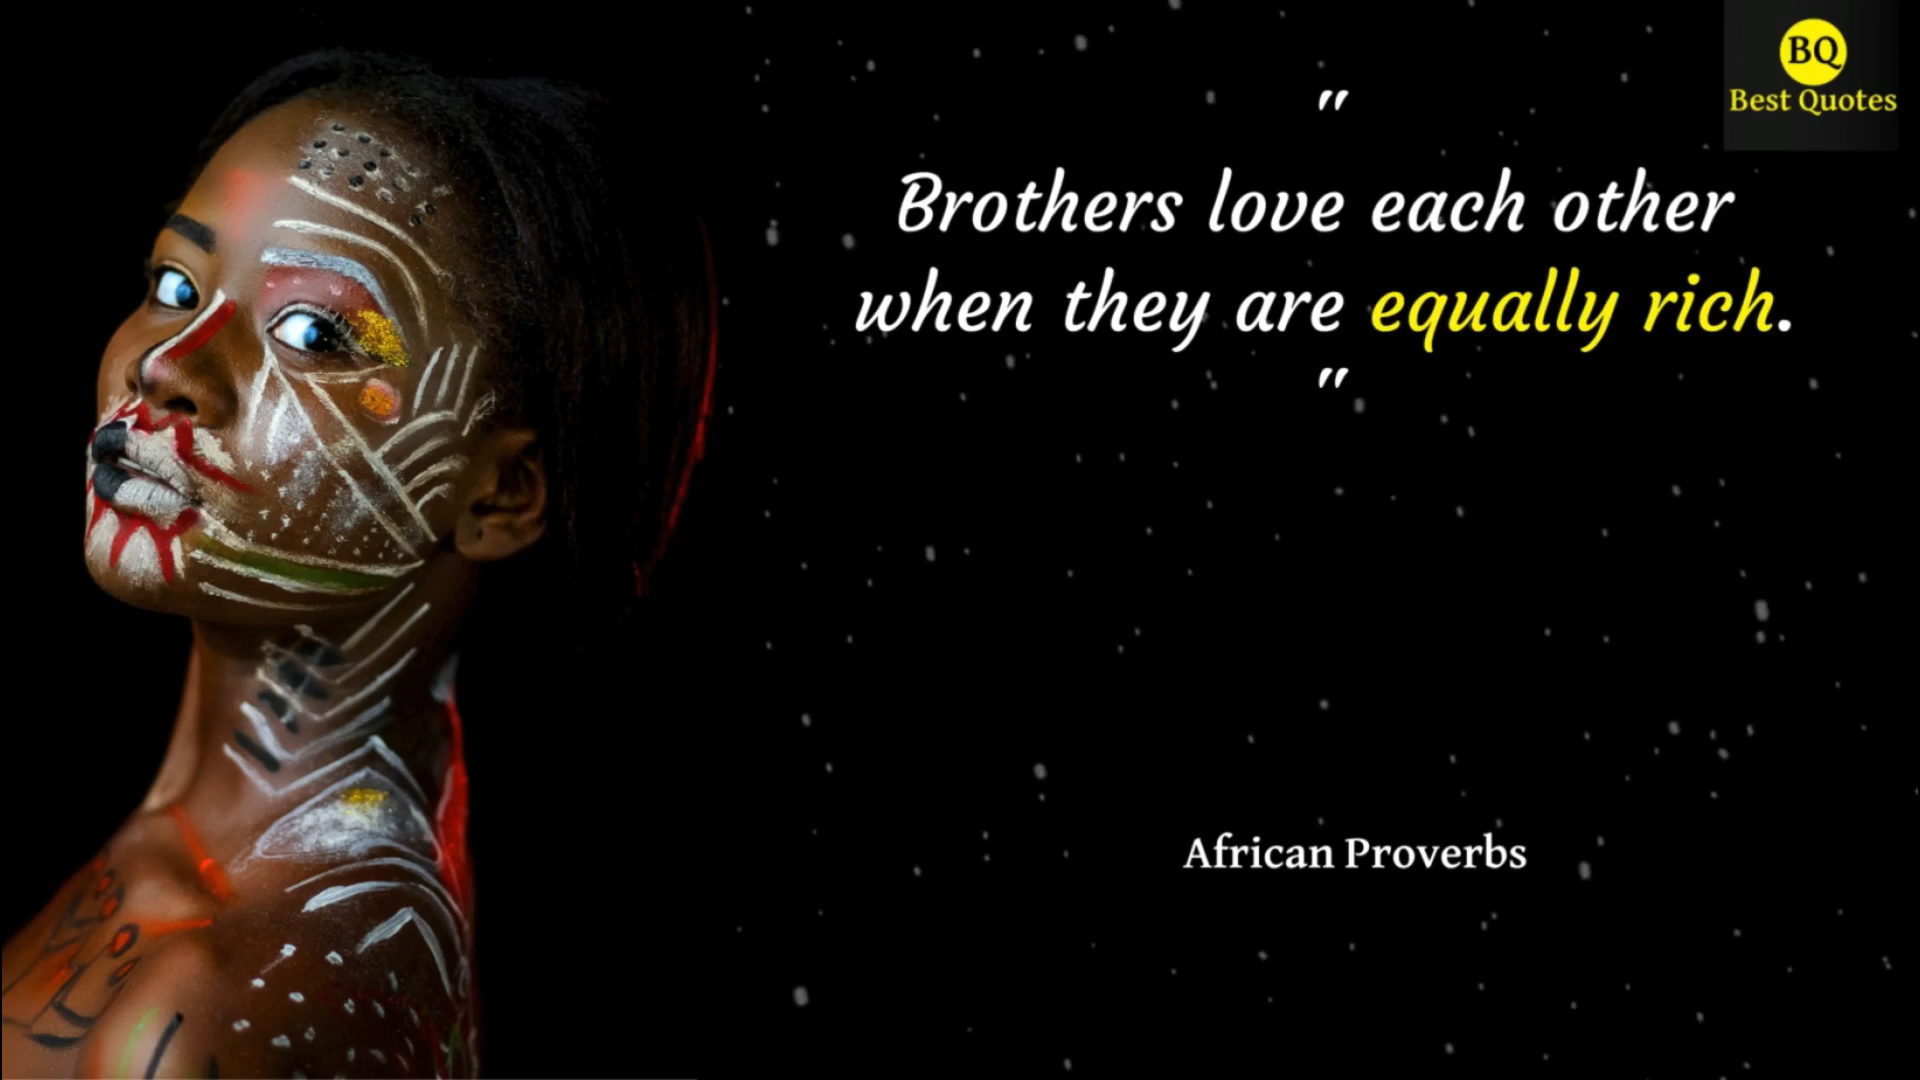 BQ
Best Quotes
"
Brothers love each other
when they are equally rich.
"
African Proverbs